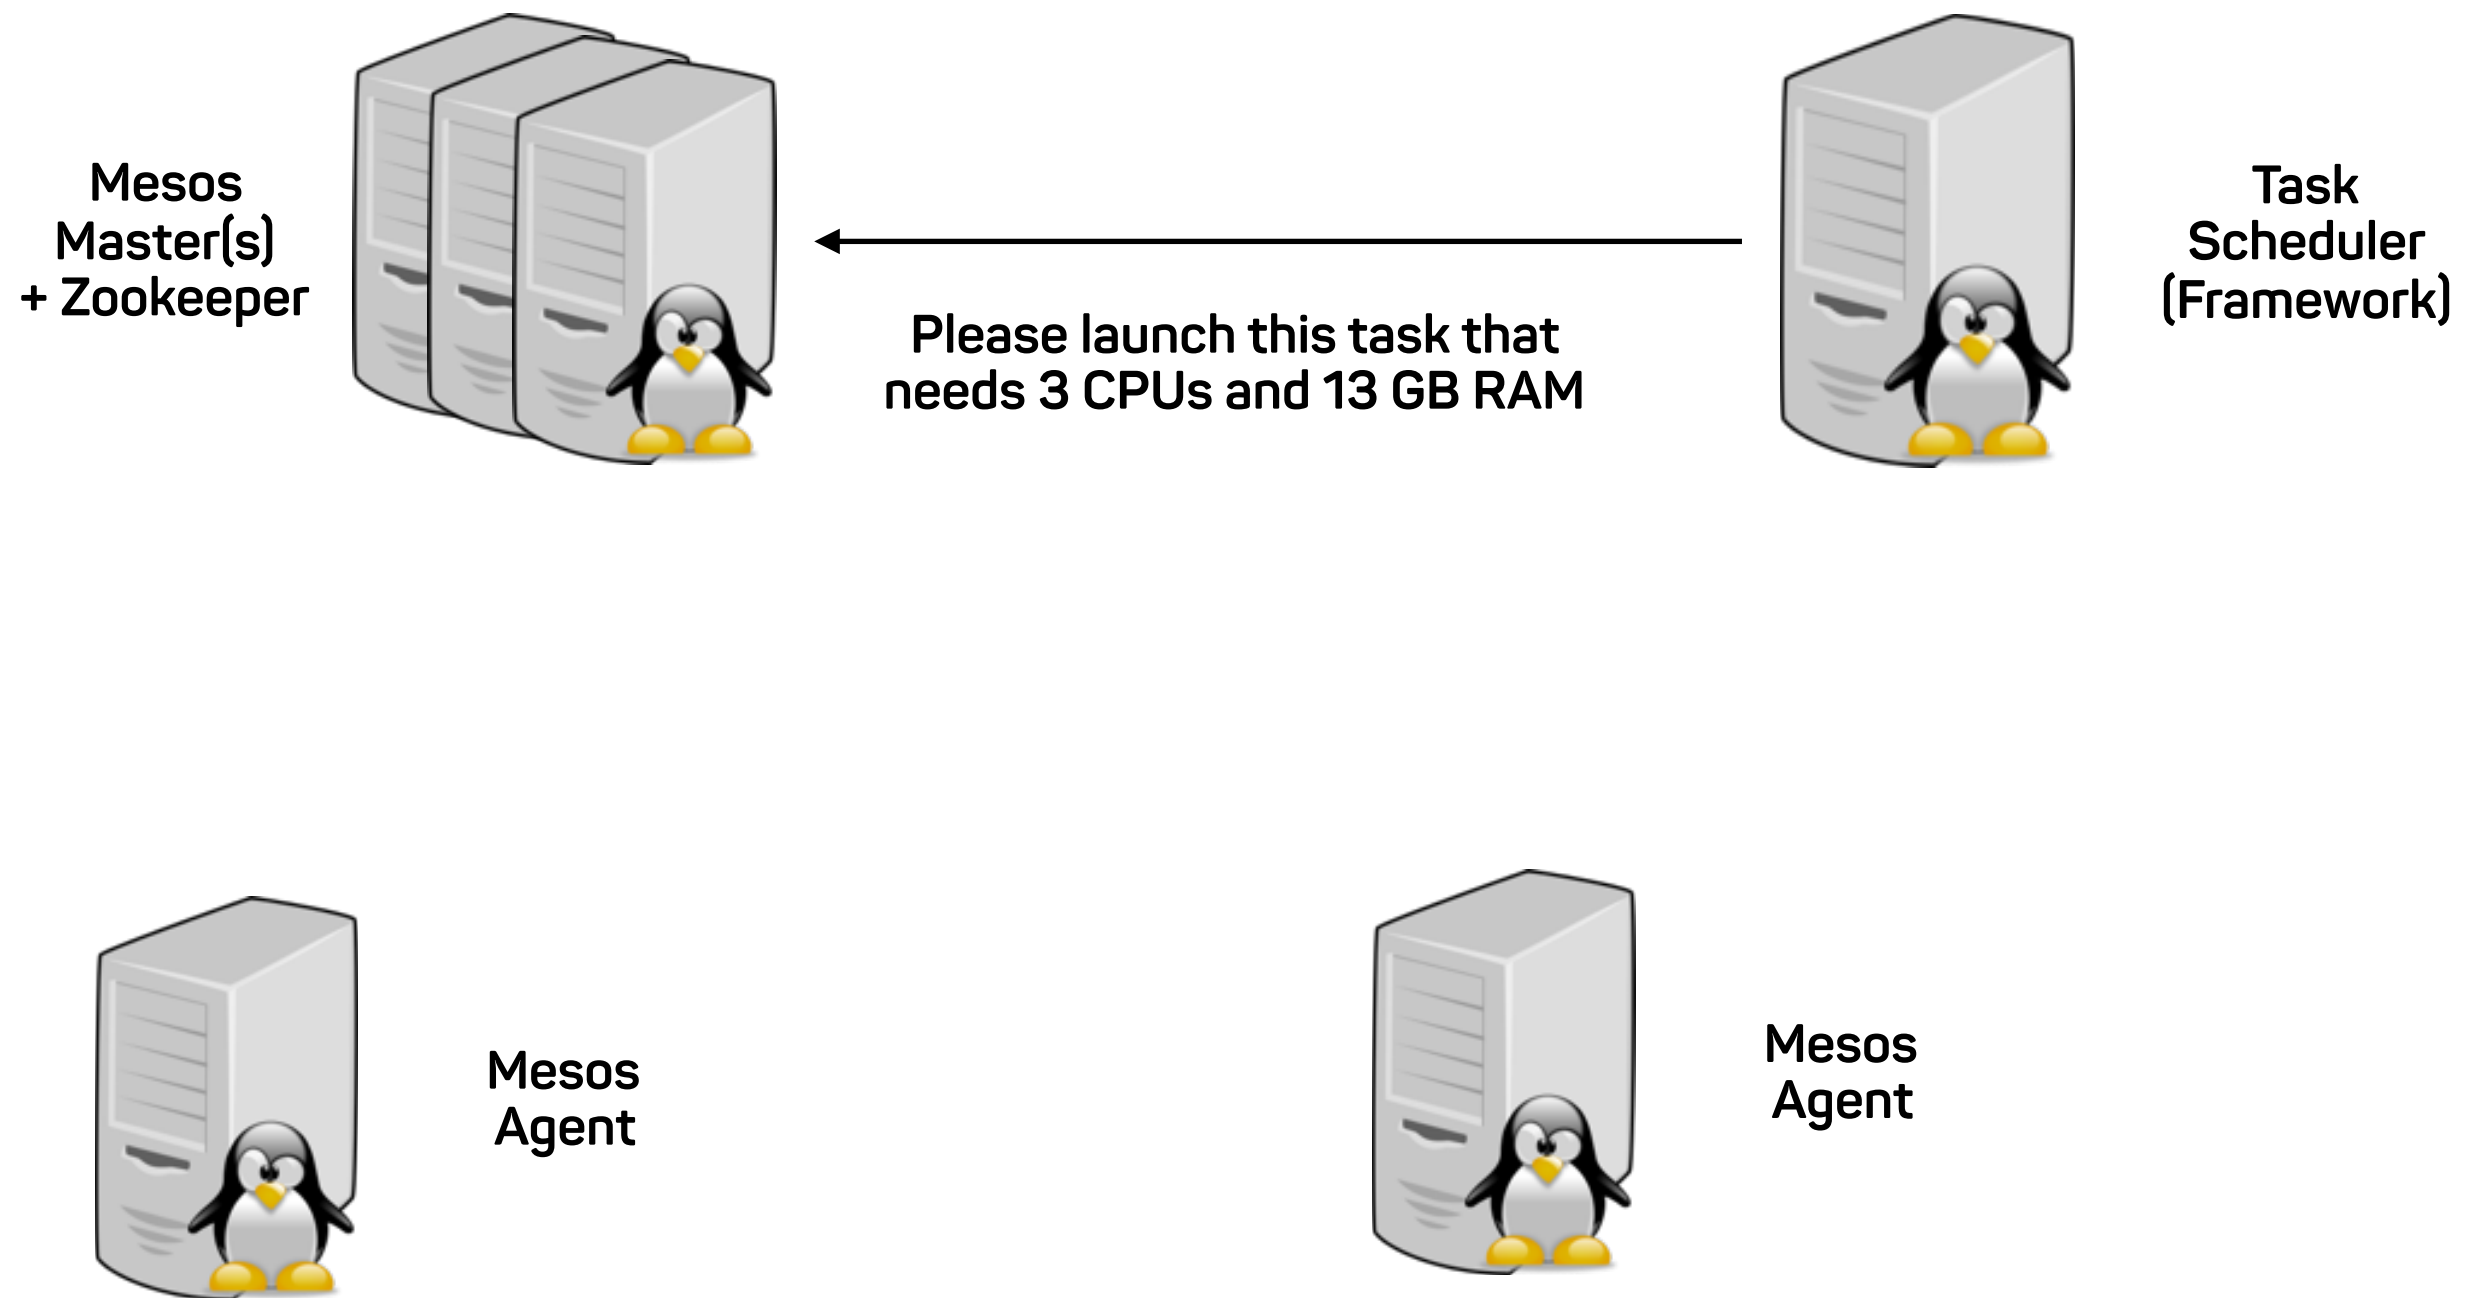 Mesos
Master(s)
+ Zookeeper
Please launch this task that
needs 3 CPUs and 13 GB RAM
Task
Scheduler
(Framework)
Mesos
Agent
Mesos
Agent